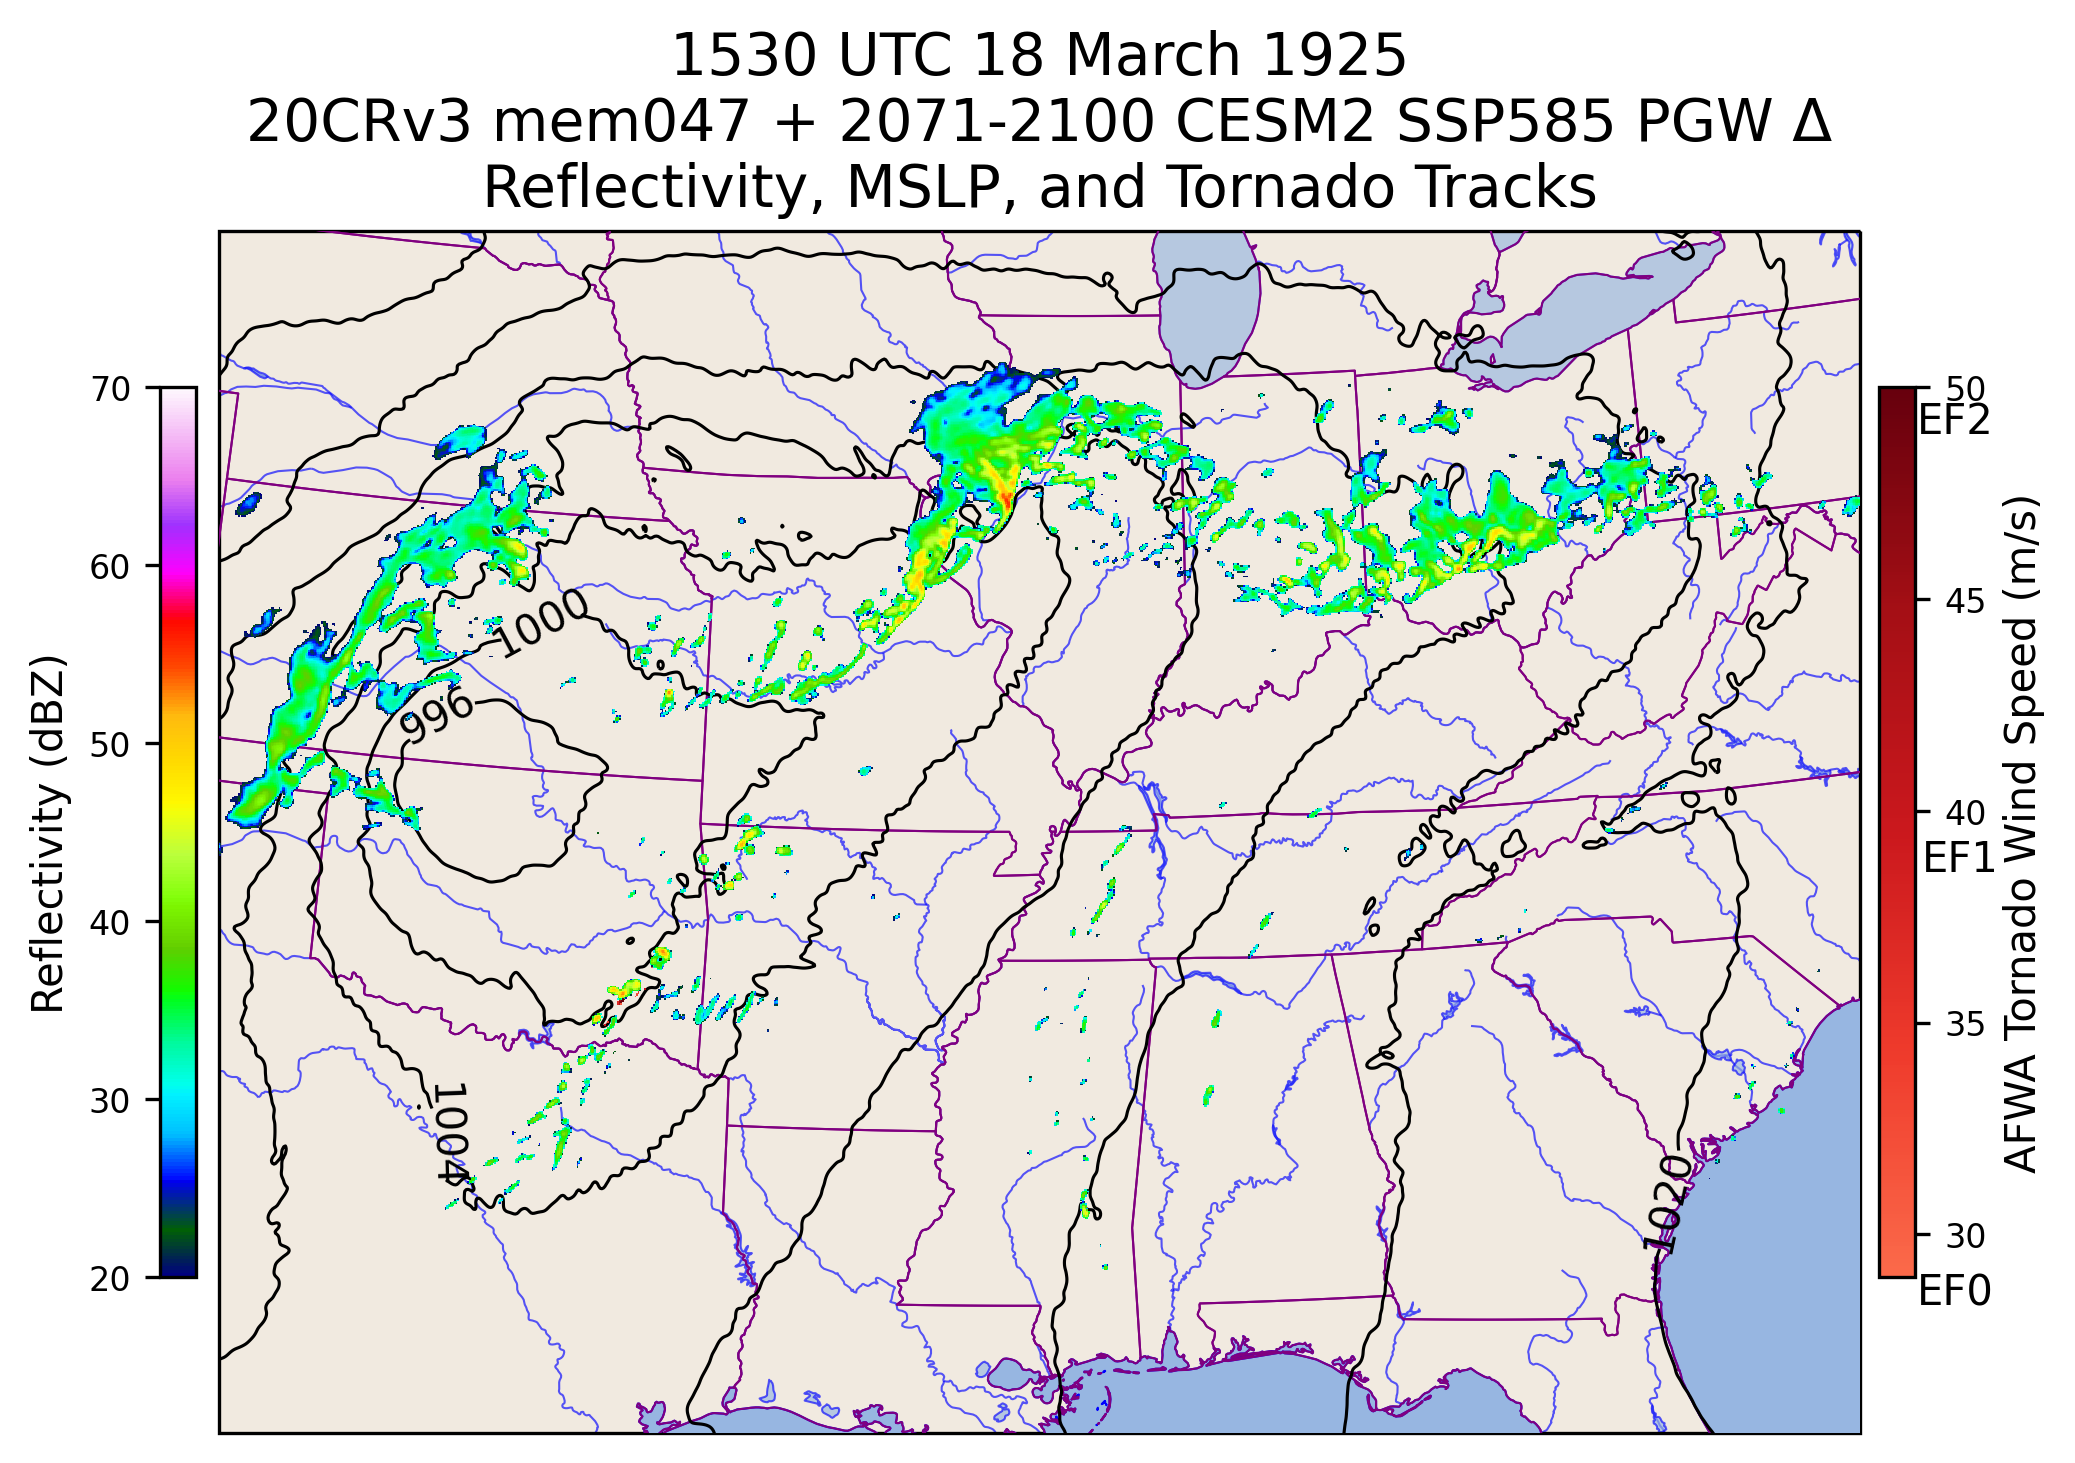 1530 UTC 18 March 1925
20CRv3 mem047 + 2071-2100 CESM2 SSP585 PGW Δ
Reflectivity, MSLP, and Tornado Tracks
Reflectivity (dBZ)
70
60
50
40
30
20
1000
996
1004
1020
50
EF2
45
40
EF1
35
30
EF0
AFWA Tornado Wind Speed (m/s)